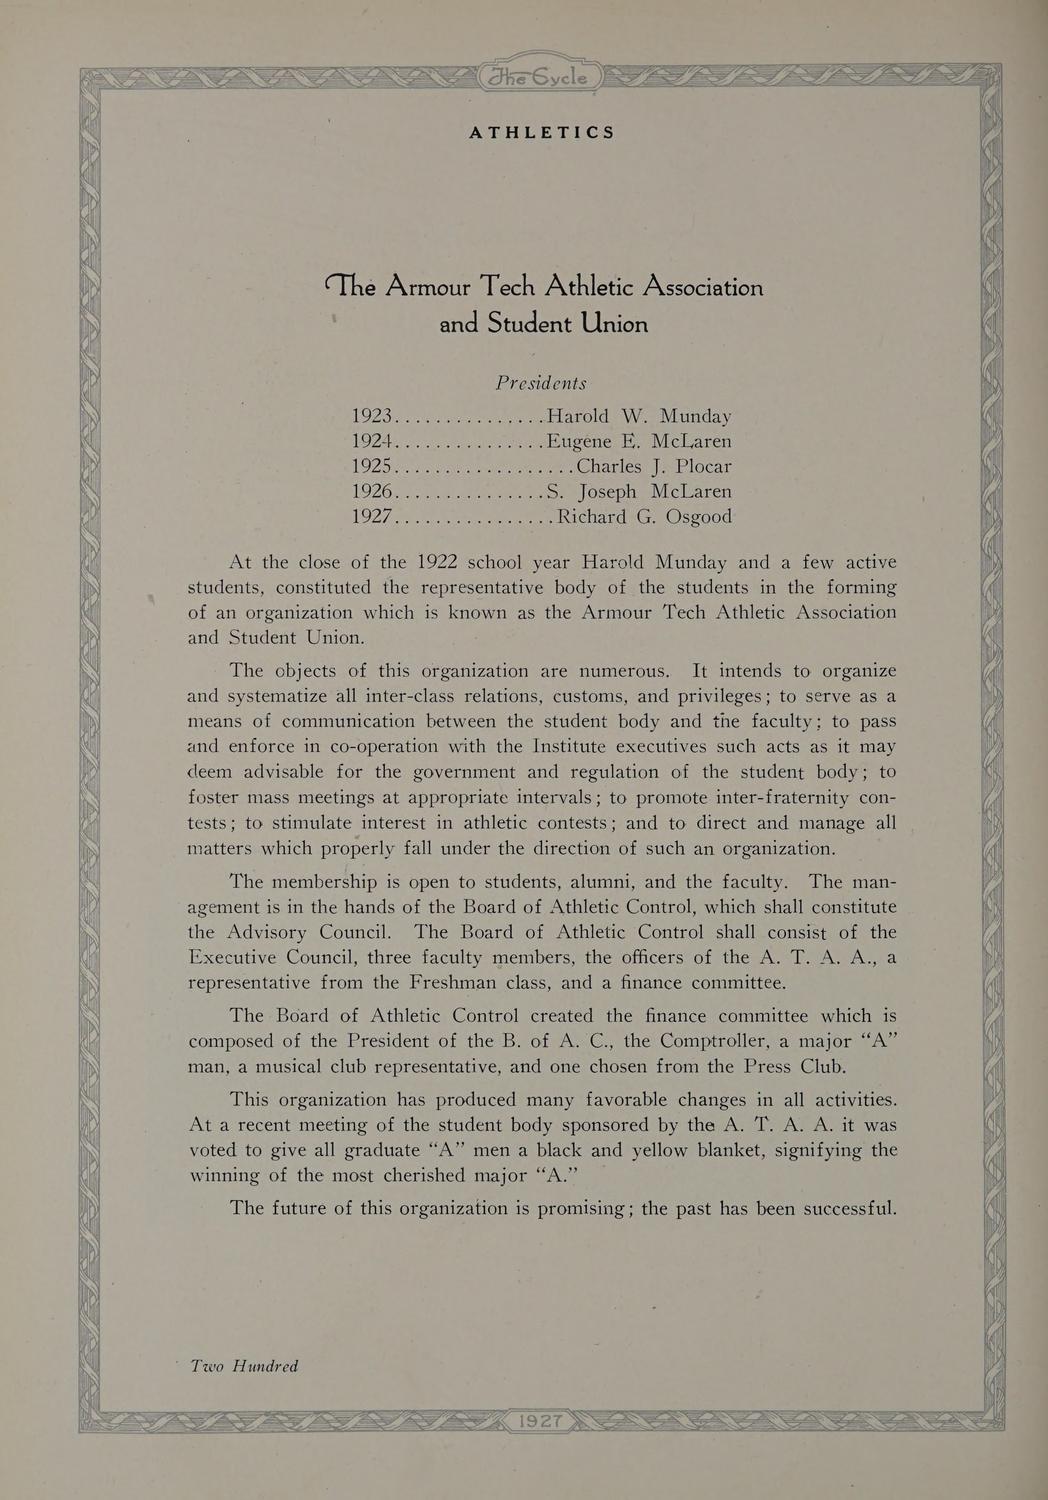 The Cycle
ATHLETICS
The Armour Tech Athletic Association
and Student Union
Presidents
1923................Harold W. Munday
1924...............Eugene E. McLaren
1925..................Charles J. Plocar
1926...............S. Joseph McLaren
1927................Richard G. Osgood
At the close of the 1922 school year Harold Munday and a few active
students, constituted the representative body of the students in the forming
of an organization which is known as the Armour Tech Athletic Association
and Student Union.
The objects of this organization are numerous. It intends to organize
and systematize all inter-class relations, customs, and privileges; to serve as a
means of communication between the student body and the faculty; to pass
and enforce in co-operation with the Institute executives such acts as it may
deem advisable for the government and regulation of the student body; to
foster mass meetings at appropriate intervals; to promote inter-fraternity con-
tests; to stimulate interest in athletic contests; and to direct and manage all
matters which properly fall under the direction of such an organization.
The membership is open to students, alumni, and the faculty. The man-
agement is in the hands of the Board of Athletic Control, which shall constitute
the Advisory Council. The Board of Athletic Control shall consist of the
Executive Council, three faculty members, the officers of the A. T. A. A., a
representative from the Freshman class, and a finance committee.
The Board of Athletic Control created the finance committee which is
composed of the President of the B. of A. C., the Comptroller, a major “A”
man, a musical club representative, and one chosen from the Press Club.
This organization has produced many favorable changes in all activities.
At a recent meeting of the student body sponsored by the A. T. A. A. it was
voted to give all graduate “A” men a black and yellow blanket, signifying the
winning of the most cherished major “A.”
The future of this organization is promising; the past has been successful.
Two Hundred
1927